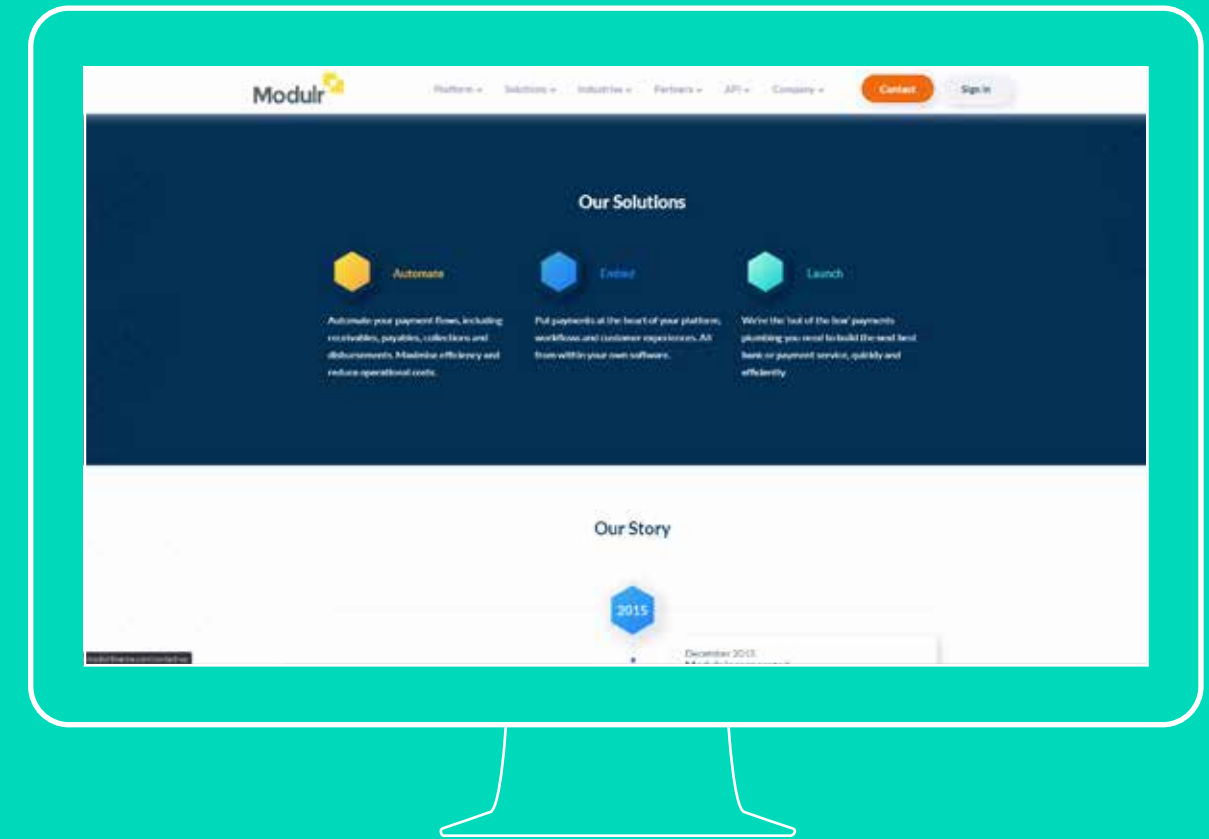 Modulr
Platform Solutions Industries Partners API Company Contact Sign in
Our Solutions
Automate
Embed
Launch
Automate your payment flows, including
receivables, payables, collections and
disbursements. Maximise efficiency and
reduce operational costs.
Put payments at the heart of your platform,
workflows and customer experiences. All
from within your own software.
We're the 'out of the box' payments
plumbing you need to build the next best
bank or payment service, quickly and
efficiently
Our Story
2015
December 2015